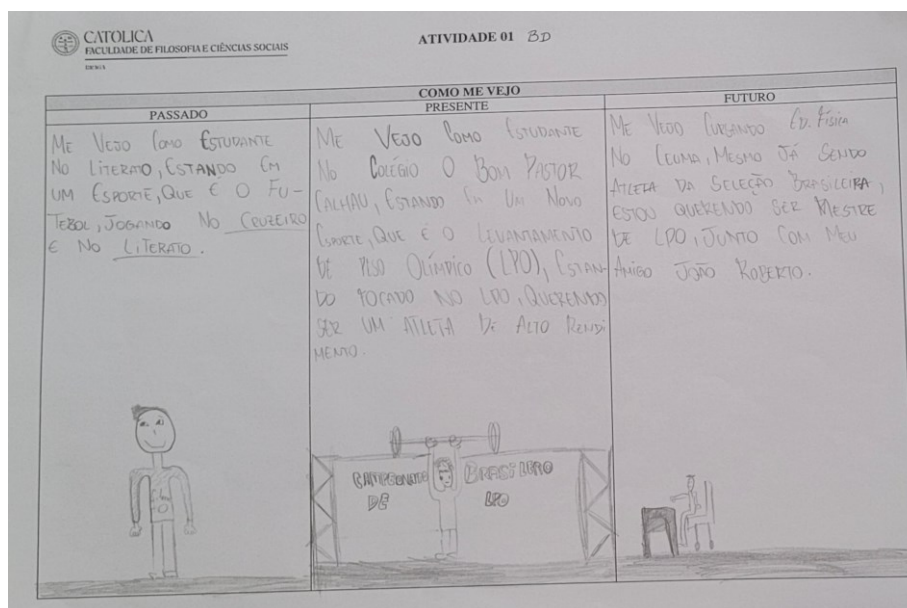 CATOLICA
FACULDADE DE FILOSOFIA E CIÊNCIAS SOCIAIS
ATIVIDADE 01 BD
COMO ME VEJO
PASSADO
ME VEJO COMO ESTUDANTE
NO LITERATO, ESTANDO EM
UM ESPORTE, QUE É O FU-
TEBOL, JOGANDO NO CRUZEIRO
E NO LITERATO.
PRESENTE
ME VEJO COMO ESTUDANTE
NO COLÉGIO O BOM PASTOR
CALHAU, ESTANDO EM UM NOVO
ESPORTE, QUE É O LEVANTAMENTO
DE PESO OLÍMPICO (LPO), ESTAN-
DO FOCADO NO LPO, QUERENDO
SER UM ATLETA DE ALTO RENDI
MENTO.
CAMPEONATO BRASILEIRO
DE LPO
FUTURO
ME VEJO CURSANDO ED. FÍSICA
NO CEUMA, MESMO JÁ SENDO
ATLETA DA SELEÇÃO BRASILEIRA,
ESTOU QUERENDO SER MESTRE
DE LPO, JUNTO COM MEU
AMIGO JOÃO ROBERTO.